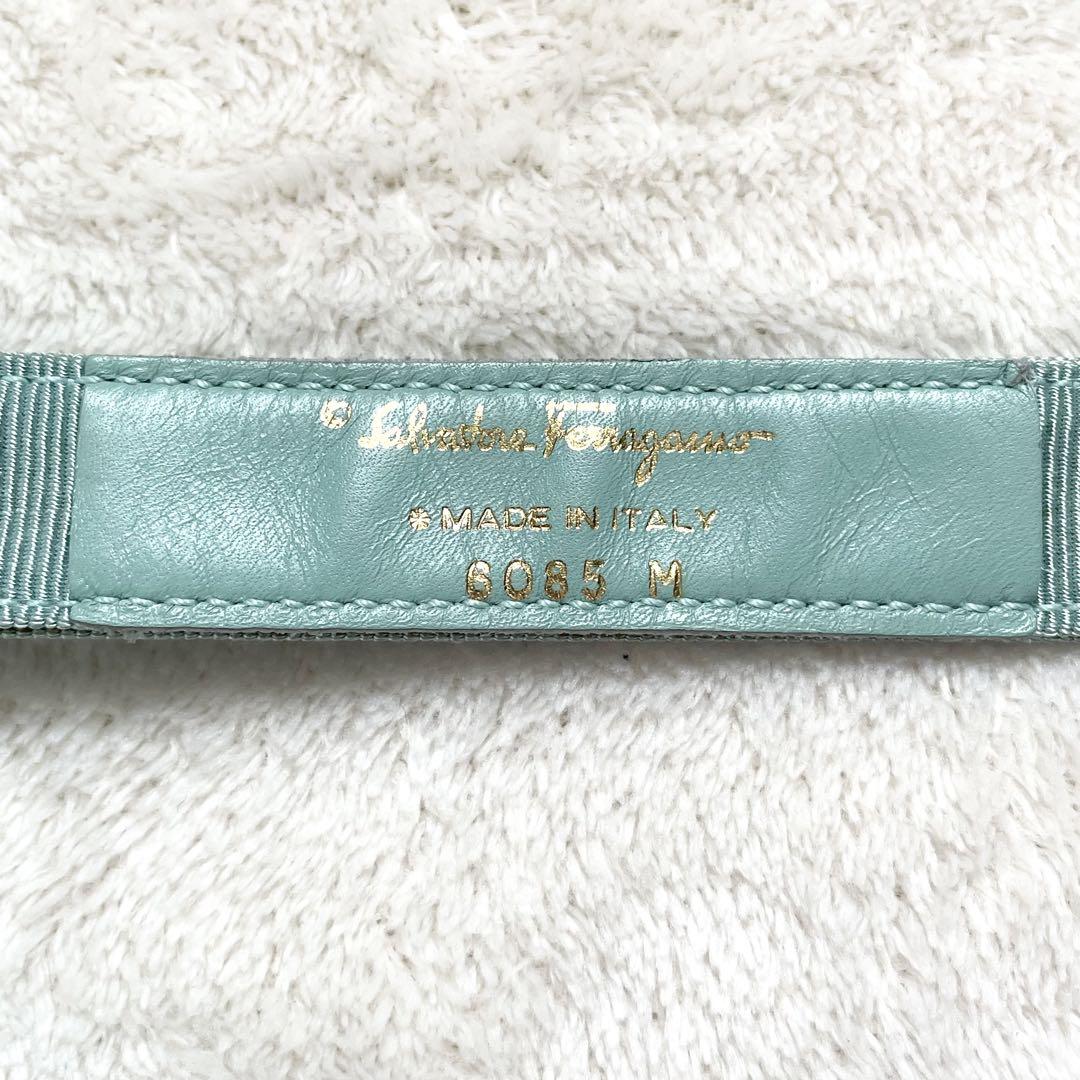 © Salvatore Ferragamo
* MADE IN ITALY
6085 M